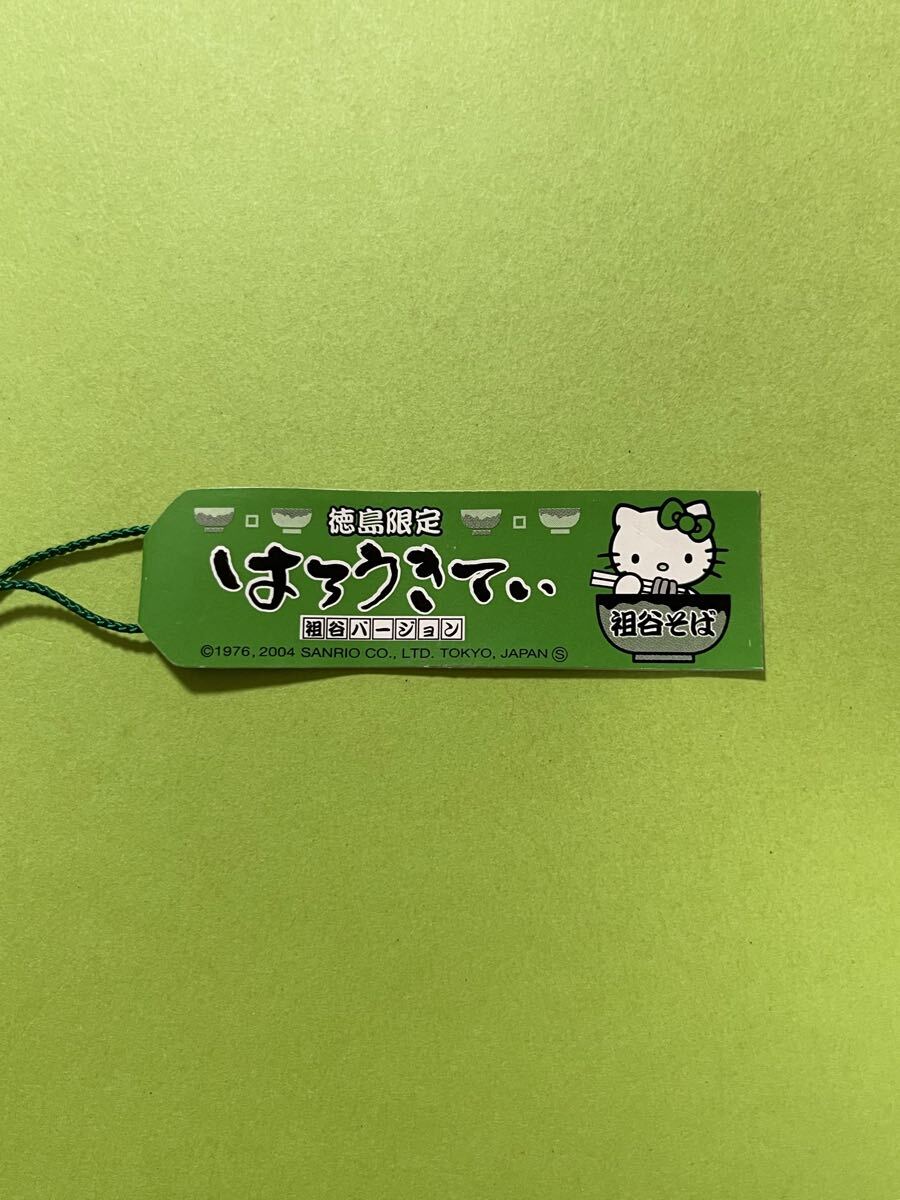 徳島限定
はろうきてぃ
祖谷バージョン
©1976, 2004 SANRIO CO., LTD. TOKYO, JAPAN Ⓢ
祖谷そば